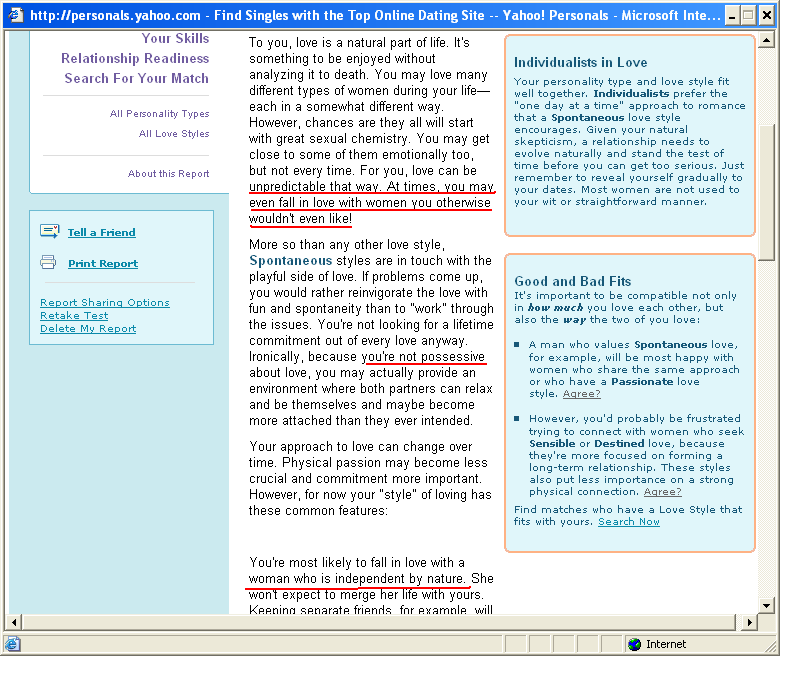 http://personals.yahoo.com - Find Singles with the Top Online Dating Site -- Yahoo! Personals - Microsoft Inte...
Your Skills
Relationship Readiness
Search For Your Match
All Personality Types
All Love Styles
About this Report
Tell a Friend
Print Report
Report Sharing Options
Retake Test
Delete My Report
To you, love is a natural part of life. It's
something to be enjoyed without
analyzing it to death. You may love many
different types of women during your life—
each in a somewhat different way.
However, chances are they all will start
with great sexual chemistry. You may get
close to some of them emotionally too,
but not every time. For you, love can be
unpredictable that way. At times, you may
even fall in love with women you otherwise
wouldn't even like!
More so than any other love style,
Spontaneous styles are in touch with the
playful side of love. If problems come up,
you would rather reinvigorate the love with
fun and spontaneity than to "work" through
the issues. You're not looking for a lifetime
commitment out of every love anyway.
Ironically, because you're not possessive
about love, you may actually provide an
environment where both partners can relax
and be themselves and maybe become
more attached than they ever intended.
Your approach to love can change over
time. Physical passion may become less
crucial and commitment more important.
However, for now your "style" of loving has
these common features:
You're most likely to fall in love with a
woman who is independent by nature. She
won't expect to merge her life with yours.
Keeping separate friends, for example, will
Individualists in Love
Your personality type and love style fit
well together. Individualists prefer the
"one day at a time" approach to romance
that a Spontaneous love style
encourages. Given your natural
skepticism, a relationship needs to
evolve naturally and stand the test of
time before you can get too serious. Just
remember to reveal yourself gradually to
your dates. Most women are not used to
your wit or straightforward manner.
Good and Bad Fits
It's important to be compatible not only
in how much you love each other, but
also the way the two of you love:
A man who values Spontaneous love,
for example, will be most happy with
women who share the same approach
or who have a Passionate love
style. Agree?
However, you'd probably be frustrated
trying to connect with women who seek
Sensible or Destined love, because
they're more focused on forming a
long-term relationship. These styles
also put less importance on a strong
physical connection. Agree?
Find matches who have a Love Style that
fits with yours. Search Now
Internet